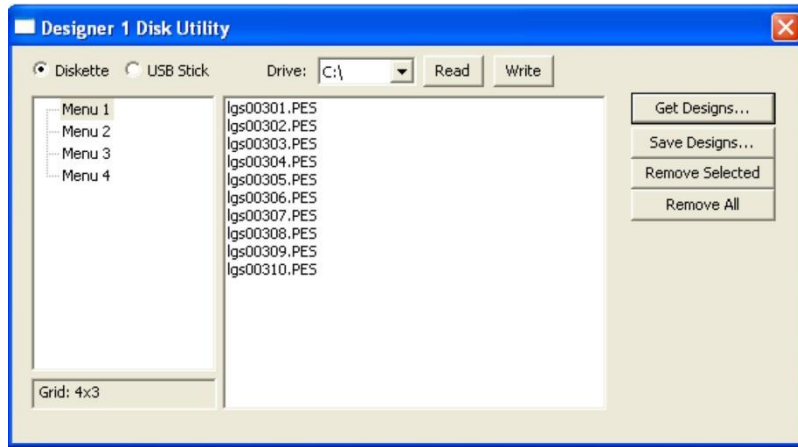 Designer 1 Disk Utility
Diskette USB Stick Drive: C:\ Read Write
Menu 1
Menu 2
Menu 3
Menu 4
Grid: 4x3
lgs00301.PES
lgs00302.PES
lgs00303.PES
lgs00304.PES
lgs00305.PES
lgs00306.PES
lgs00307.PES
lgs00308.PES
lgs00309.PES
lgs00310.PES
Get Designs...
Save Designs...
Remove Selected
Remove All